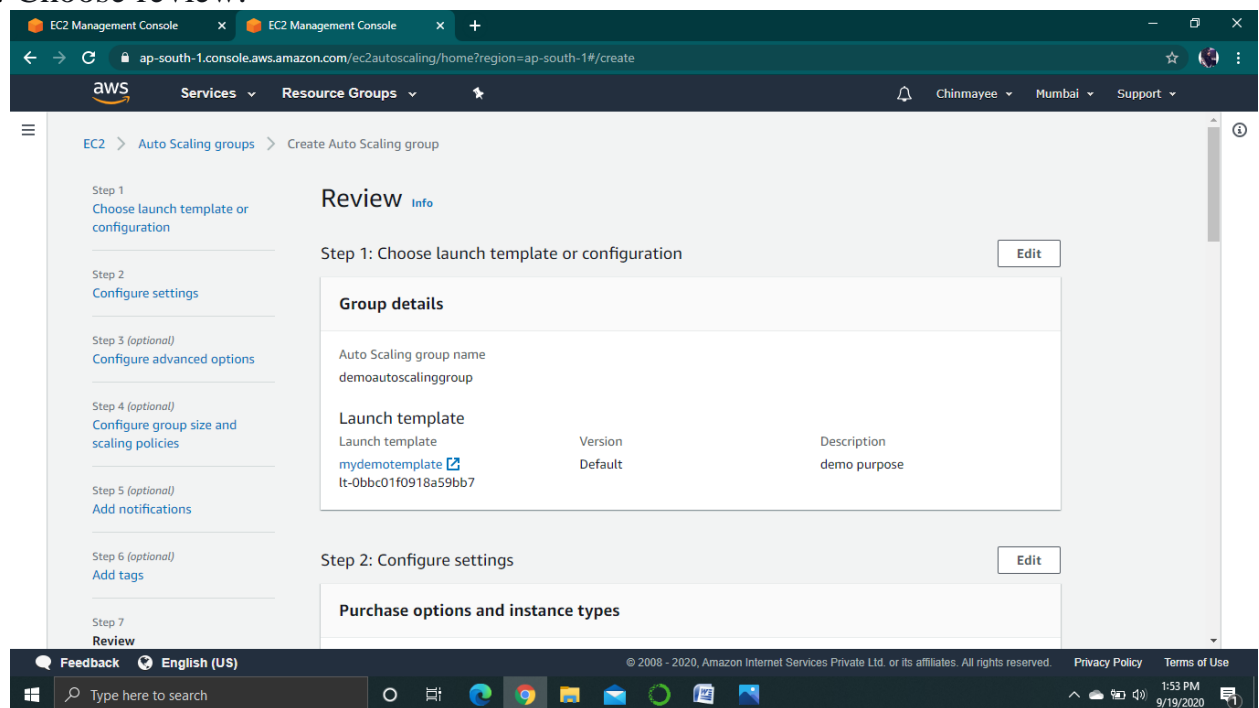 Choose review.
EC2 Management Console
EC2 Management Console
ap-south-1.console.aws.amazon.com/ec2autoscaling/home?region=ap-south-1#/create
aws Services Resource Groups Chinmayee Mumbai Support
EC2 > Auto Scaling groups > Create Auto Scaling group
Step 1
Choose launch template or
configuration
Step 2
Configure settings
Step 3 (optional)
Configure advanced options
Step 4 (optional)
Configure group size and
scaling policies
Step 5 (optional)
Add notifications
Step 6 (optional)
Add tags
Step 7
Review
Review Info
Step 1: Choose launch template or configuration Edit
Group details
Auto Scaling group name
demoautoscalinggroup
Launch template
Launch template Version Description
mydemotemplate Default demo purpose
lt-0bbc01f0918a59bb7
Step 2: Configure settings Edit
Purchase options and instance types
Feedback English (US) © 2008 - 2020, Amazon Internet Services Private Ltd. or its affiliates. All rights reserved. Privacy Policy Terms of Use
Type here to search
1:53 PM
9/19/2020